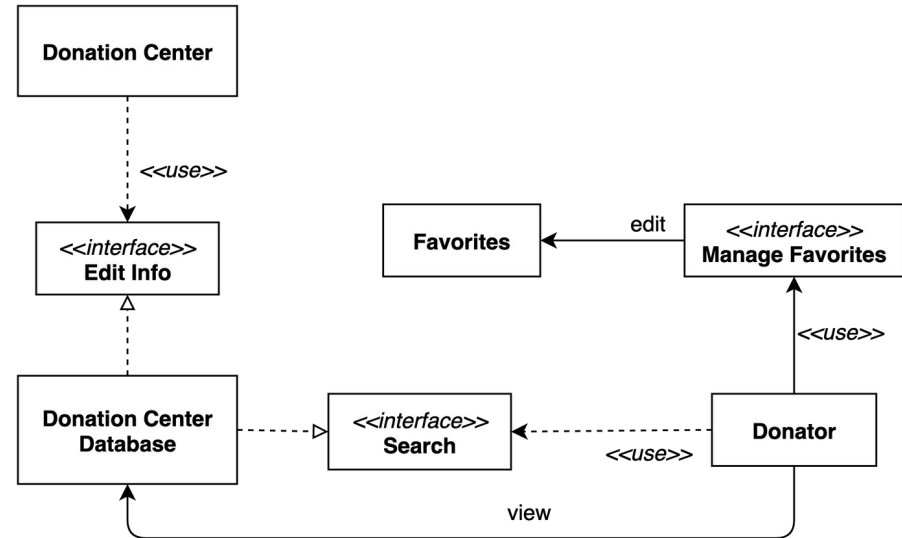 Donation Center
<<use>>
<<interface>>
Edit Info
Favorites
edit
<<interface>>
Manage Favorites
<<use>>
Donation Center
Database
<<interface>>
Search
<<use>>
Donator
view